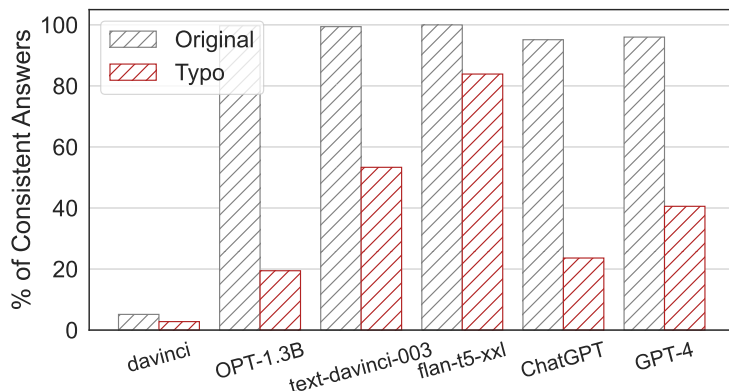 % of Consistent Answers
100
80
60
40
20
0
Original
Typo
davinci
OPT-1.3B
text-davinci-003
flan-t5-xxl
ChatGPT
GPT-4